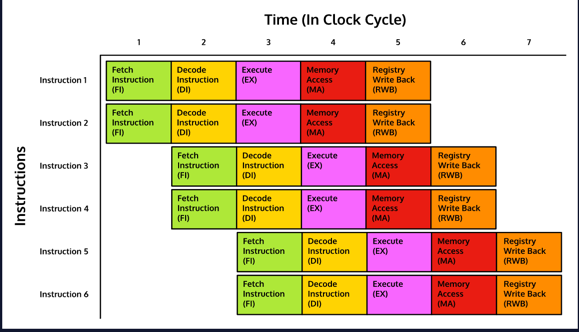 Time (In Clock Cycle)
1 2 3 4 5 6 7
Instructions
Instruction 1
Fetch
Instruction
(FI)
Decode
Instruction
(DI)
Execute
(EX)
Memory
Access
(MA)
Registry
Write Back
(RWB)
Instruction 2
Fetch
Instruction
(FI)
Decode
Instruction
(DI)
Execute
(EX)
Memory
Access
(MA)
Registry
Write Back
(RWB)
Instruction 3
Fetch
Instruction
(FI)
Decode
Instruction
(DI)
Execute
(EX)
Memory
Access
(MA)
Registry
Write Back
(RWB)
Instruction 4
Fetch
Instruction
(FI)
Decode
Instruction
(DI)
Execute
(EX)
Memory
Access
(MA)
Registry
Write Back
(RWB)
Instruction 5
Fetch
Instruction
(FI)
Decode
Instruction
(DI)
Execute
(EX)
Memory
Access
(MA)
Registry
Write Back
(RWB)
Instruction 6
Fetch
Instruction
(FI)
Decode
Instruction
(DI)
Execute
(EX)
Memory
Access
(MA)
Registry
Write Back
(RWB)